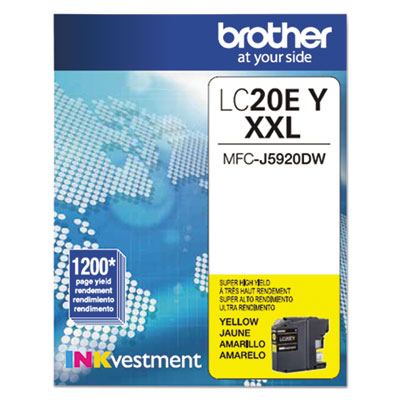 brother
at your side
LC20E Y
XXL
MFC-J5920DW
1200*
page yield
rendement
rendimiento
rendimento
SUPER HIGH YIELD
À TRÈS HAUT RENDEMENT
SUPER ALTO RENDIMIENTO
ULTRA RENDIMENTO
YELLOW
JAUNE
AMARILLO
AMARELO
LC20E Y
INKvestment